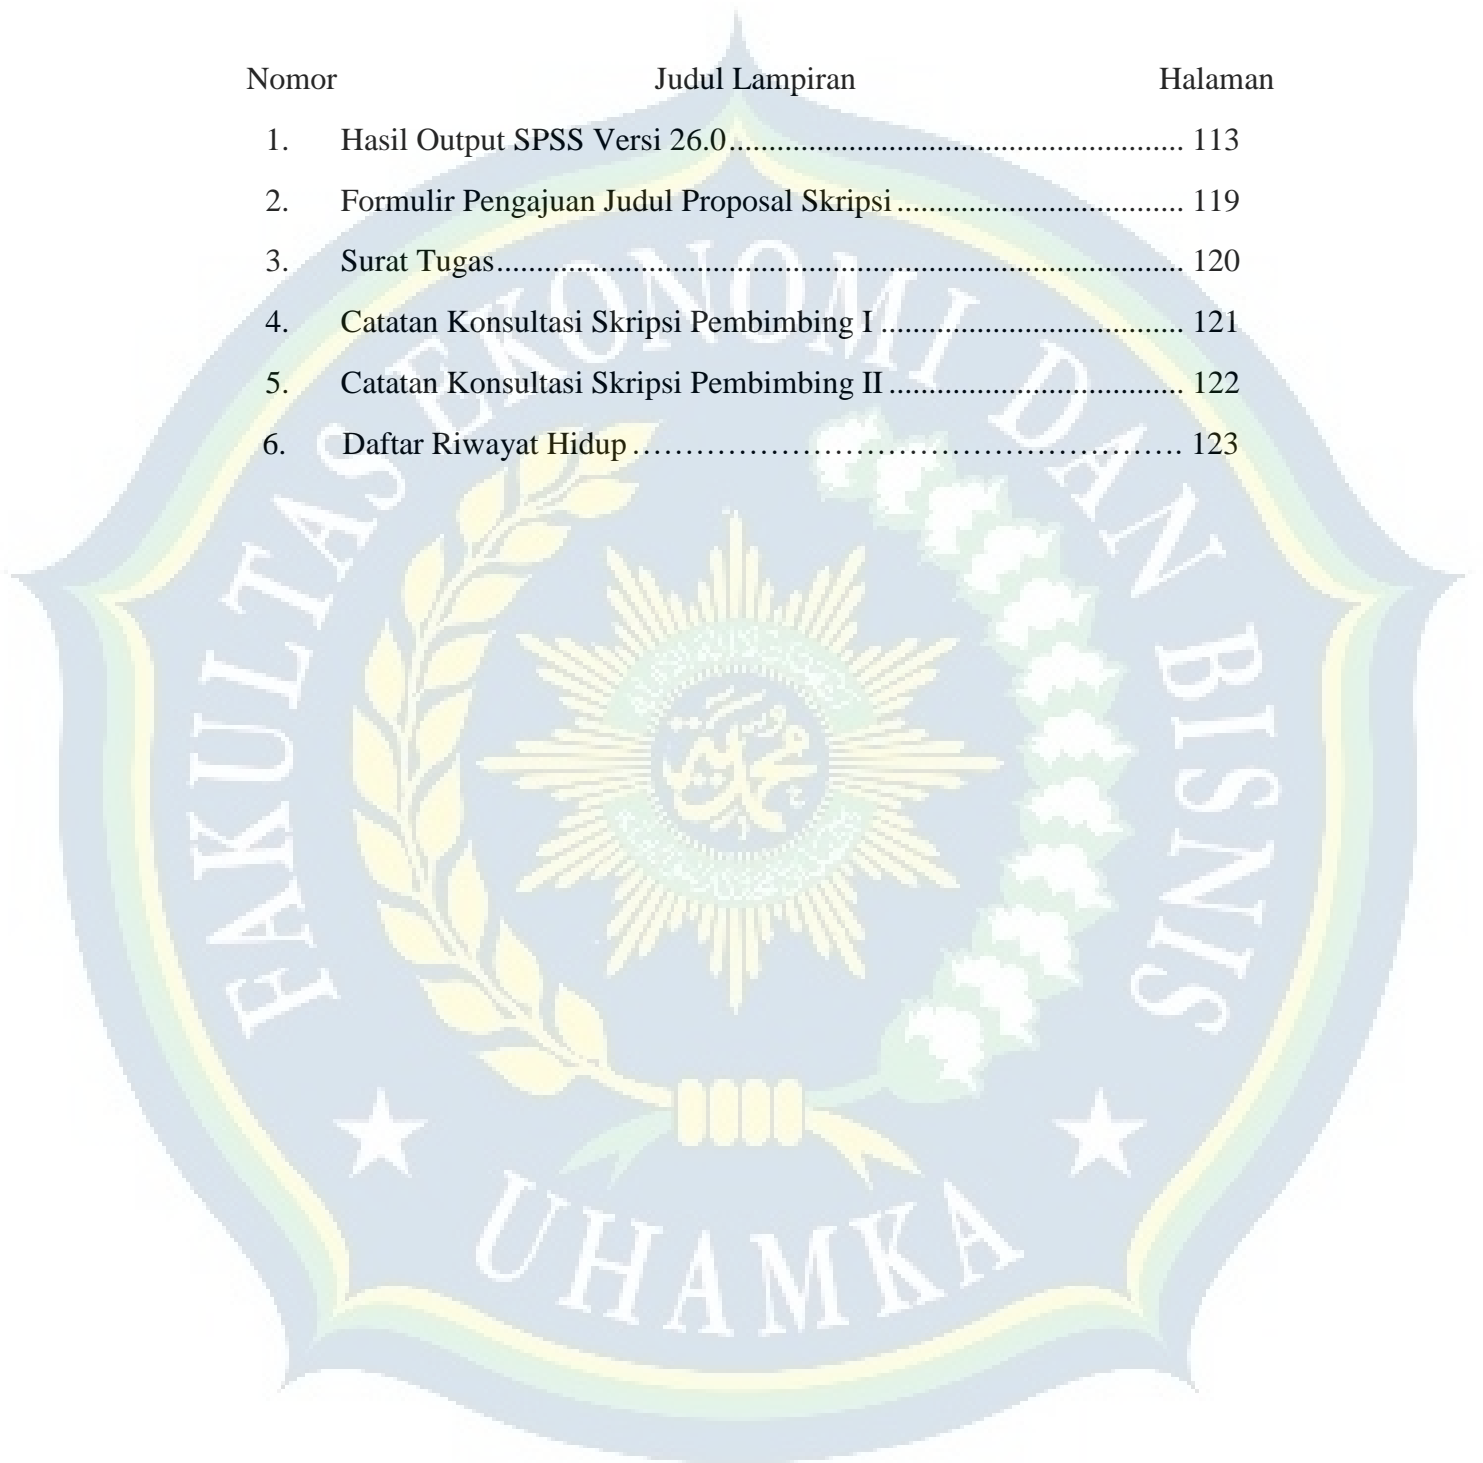 Nomor Judul Lampiran Halaman
1. Hasil Output SPSS Versi 26.0......................................................... 113
2. Formulir Pengajuan Judul Proposal Skripsi.................................... 119
3. Surat Tugas...................................................................................... 120
4. Catatan Konsultasi Skripsi Pembimbing I...................................... 121
5. Catatan Konsultasi Skripsi Pembimbing II..................................... 122
6. Daftar Riwayat Hidup…………………………………………… 123
FAKULTAS EKONOMI DAN BISNIS
UHAMKA